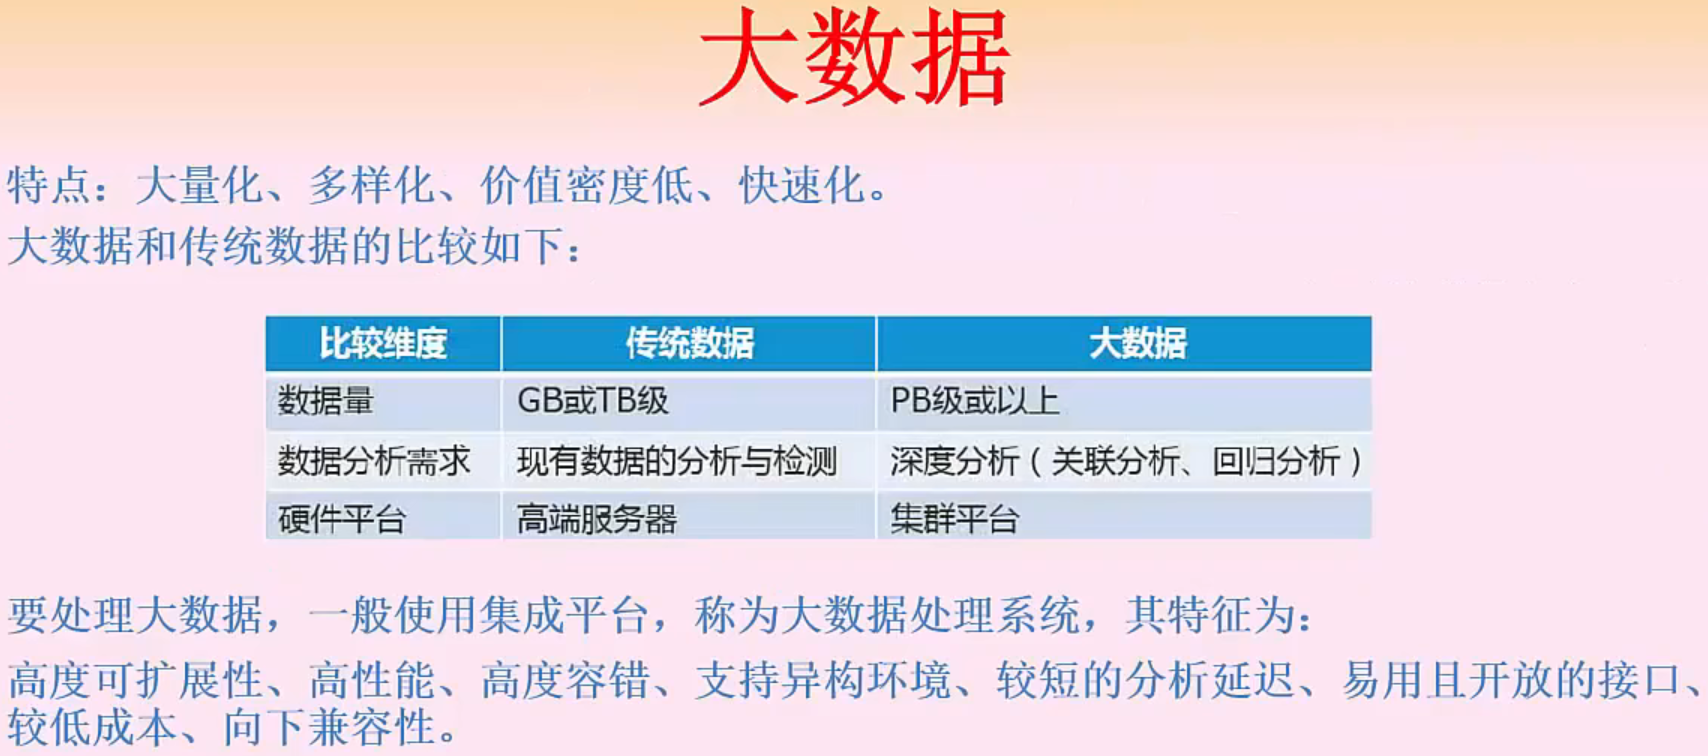 大数据
特点：大量化、多样化、价值密度低、快速化。
大数据和传统数据的比较如下：
比较维度 传统数据 大数据
数据量 GB或TB级 PB级或以上
数据分析需求 现有数据的分析与检测 深度分析（关联分析、回归分析）
硬件平台 高端服务器 集群平台
要处理大数据，一般使用集成平台，称为大数据处理系统，其特征为：
高度可扩展性、高性能、高度容错、支持异构环境、较短的分析延迟、易用且开放的接口、
较低成本、向下兼容性。